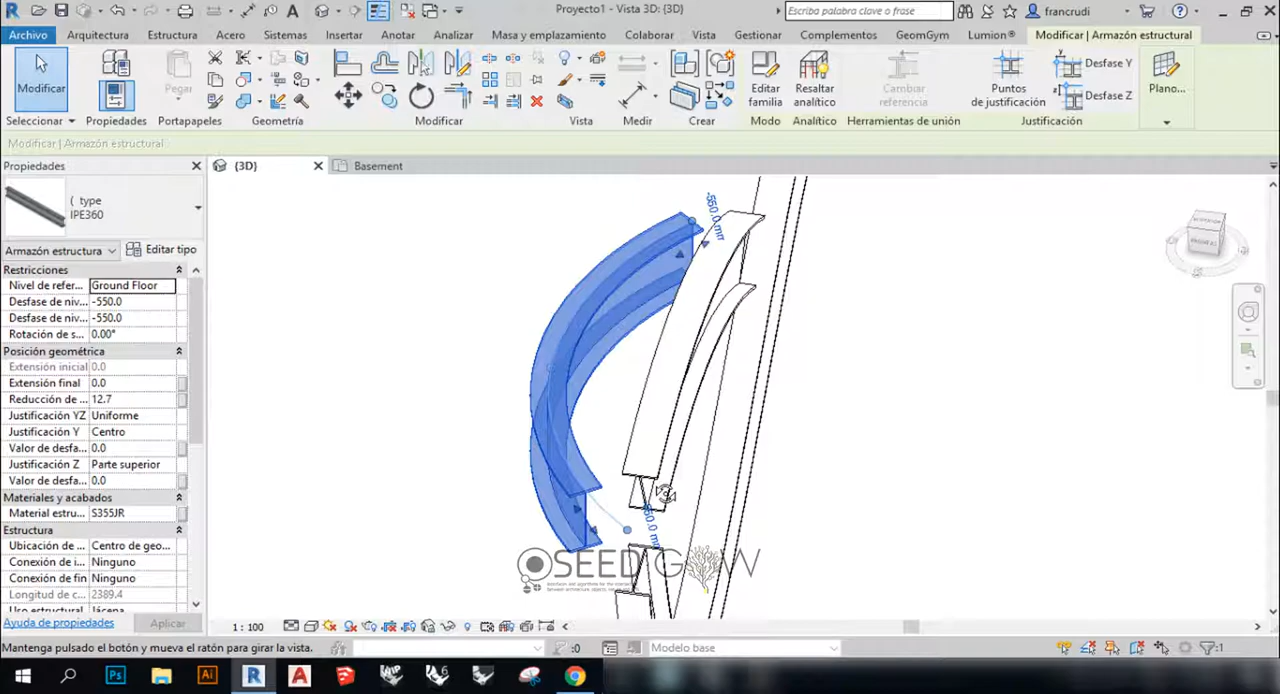 Proyecto1 - Vista 3D: {3D}
Escriba palabra clave o frase
francrudi
Archivo
Arquitectura
Estructura
Acero
Sistemas
Insertar
Anotar
Analizar
Masa y emplazamiento
Colaborar
Vista
Gestionar
Complementos
GeomGym
Lumion®
Modificar | Armazón estructural
Modificar
Pegar
Editar familia
Resaltar analítico
Cambiar referencia
Puntos de justificación
Desfase Y
Desfase Z
Plano...
Seleccionar
Propiedades
Portapapeles
Geometría
Modificar
Vista
Medir
Crear
Modo
Analítico
Herramientas de unión
Justificación
Modificar | Armazón estructural
Propiedades
{3D}
Basement
( type
IPE360
Armazón estructura
Editar tipo
Restricciones
Nivel de refer... Ground Floor
Desfase de niv... -550.0
Desfase de niv... -550.0
Rotación de s... 0.00°
Posición geométrica
Extensión inicial 0.0
Extensión final 0.0
Reducción de ... 12.7
Justificación YZ Uniforme
Justificación Y Centro
Valor de desfa... 0.0
Justificación Z Parte superior
Valor de desfa... 0.0
Materiales y acabados
Material estru... S355JR
Estructura
Ubicación de ... Centro de geo...
Conexión de i... Ninguno
Conexión de fin Ninguno
Longitud de c... 2389.4
Ayuda de propiedades
Aplicar
-550.0 mm
1 : 100
Mantenga pulsado el botón y mueva el ratón para girar la vista.
:0
Modelo base
:1